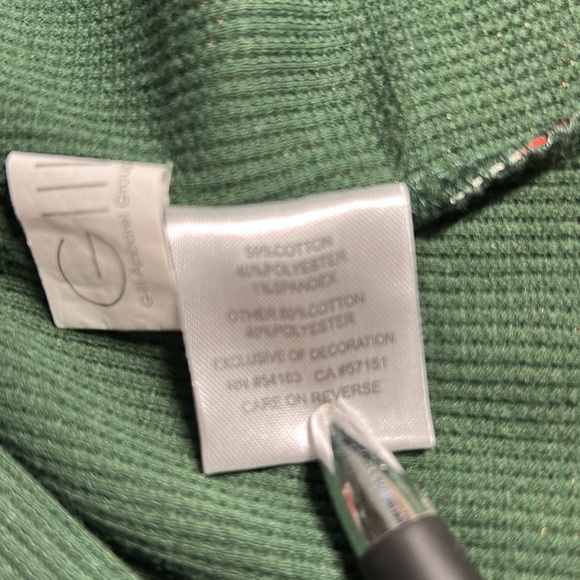 GIII
G-III Apparel Group
59%COTTON
40%POLYESTER
1%SPANDEX
OTHER 60%COTTON
40%POLYESTER
EXCLUSIVE OF DECORATION
RN #54163 CA #57151
CARE ON REVERSE